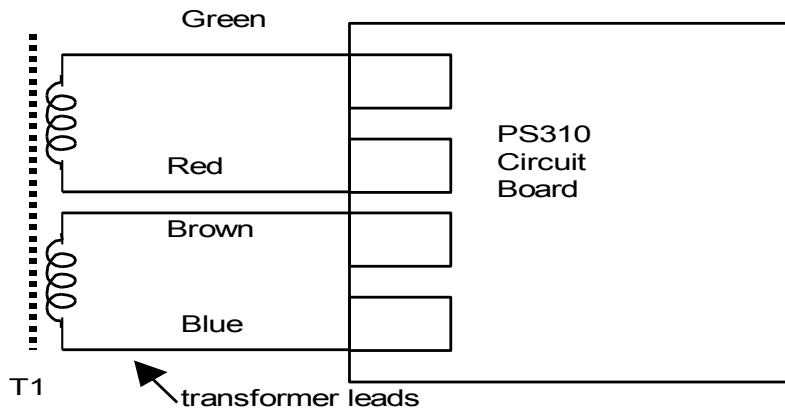 Green
Red
Brown
Blue
PS310
Circuit
Board
T1
transformer leads